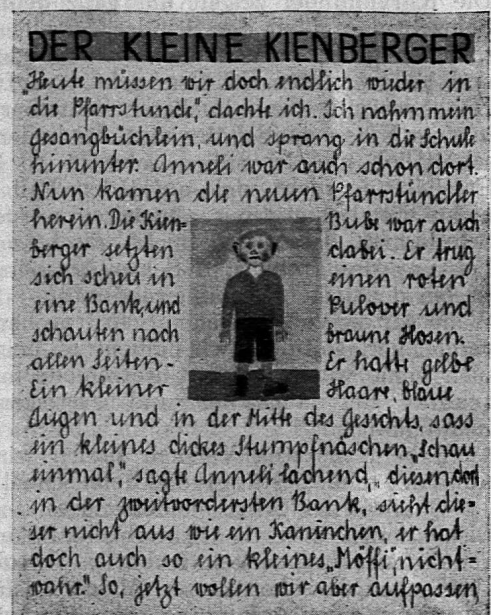 DER KLEINE KIENBERGER
„Heute müssen wir doch endlich wieder in
die Pfarrstunde," dachte ich. Ich nahm mein
Gesangbüchlein, und sprang in die Schule
hinunter. Anneli war auch schon dort.
Nun kamen die neuen Pfarrstündler
herein. Die Kien-
berger setzten
sich scheu in
eine Bank, und
schauten nach
allen Seiten.
Ein kleiner
Bube war auch
dabei. Er trug
einen roten
Pulover und
braune Hosen.
Er hatte gelbe
Haare, blaue
Augen und in der Mitte des Gesichts, sass
ein kleines dickes Stumpfnäschen. „Schau
einmal," sagte Anneli lachend, „diesen dort
in der zweitvordersten Bank, sieht die=
ser nicht aus wie ein Kaninchen, er hat
doch auch so ein kleines „Möffi", nicht=
wahr." So, jetzt wollen wir aber aufpassen